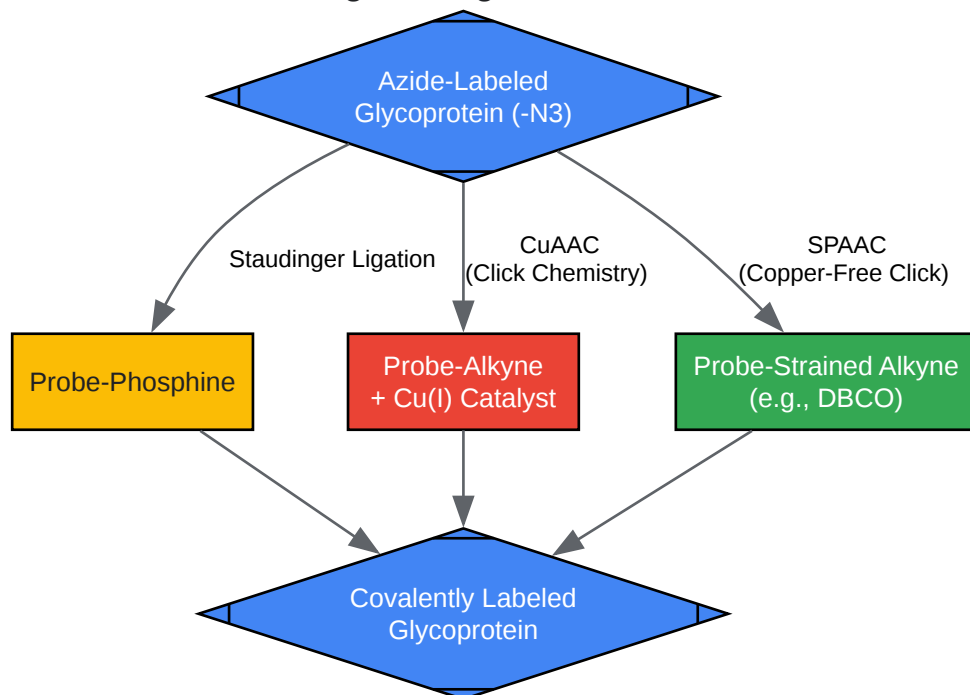 Azide-Labeled
Glycoprotein (-N3)
Staudinger Ligation
CuAAC
(Click Chemistry)
SPAAC
(Copper-Free Click)
Probe-Phosphine
Probe-Alkyne
+ Cu(I) Catalyst
Probe-Strained Alkyne
(e.g., DBCO)
Covalently Labeled
Glycoprotein